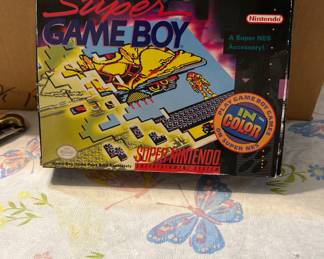 Super
GAME BOY
Nintendo
A Super NES
Accessory!
PLAY GAME BOY GAMES
IN
COLOR
ON SUPER NES
SUPER NINTENDO
ENTERTAINMENT SYSTEM